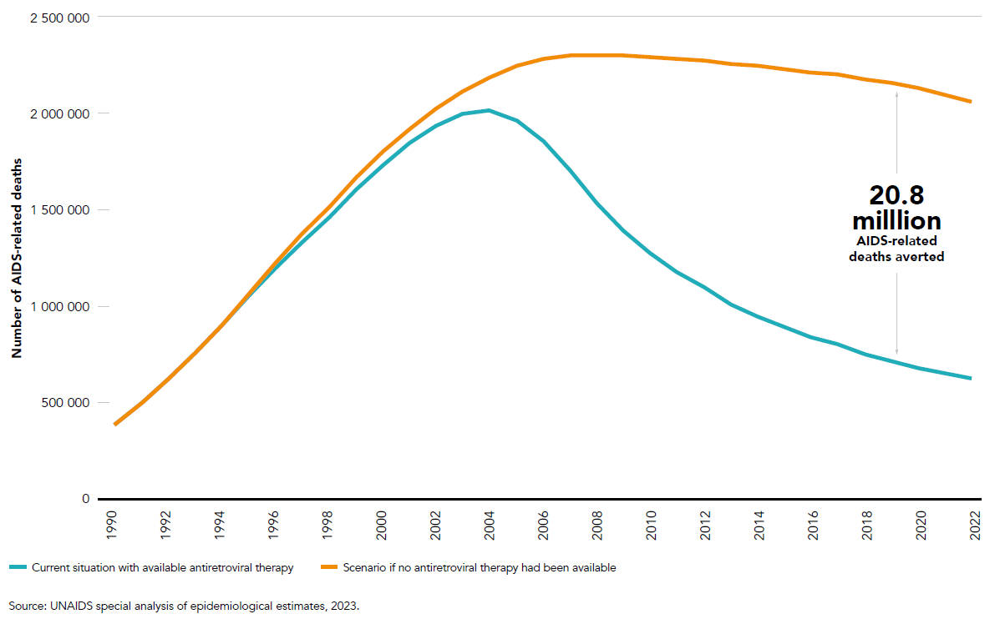 2 500 000
2 000 000
1 500 000
1 000 000
500 000
0
Number of AIDS-related deaths
20.8
milllion
AIDS-related
deaths averted
1990
1992
1994
1996
1998
2000
2002
2004
2006
2008
2010
2012
2014
2016
2018
2020
2022
Current situation with available antiretroviral therapy
Scenario if no antiretroviral therapy had been available
Source: UNAIDS special analysis of epidemiological estimates, 2023.